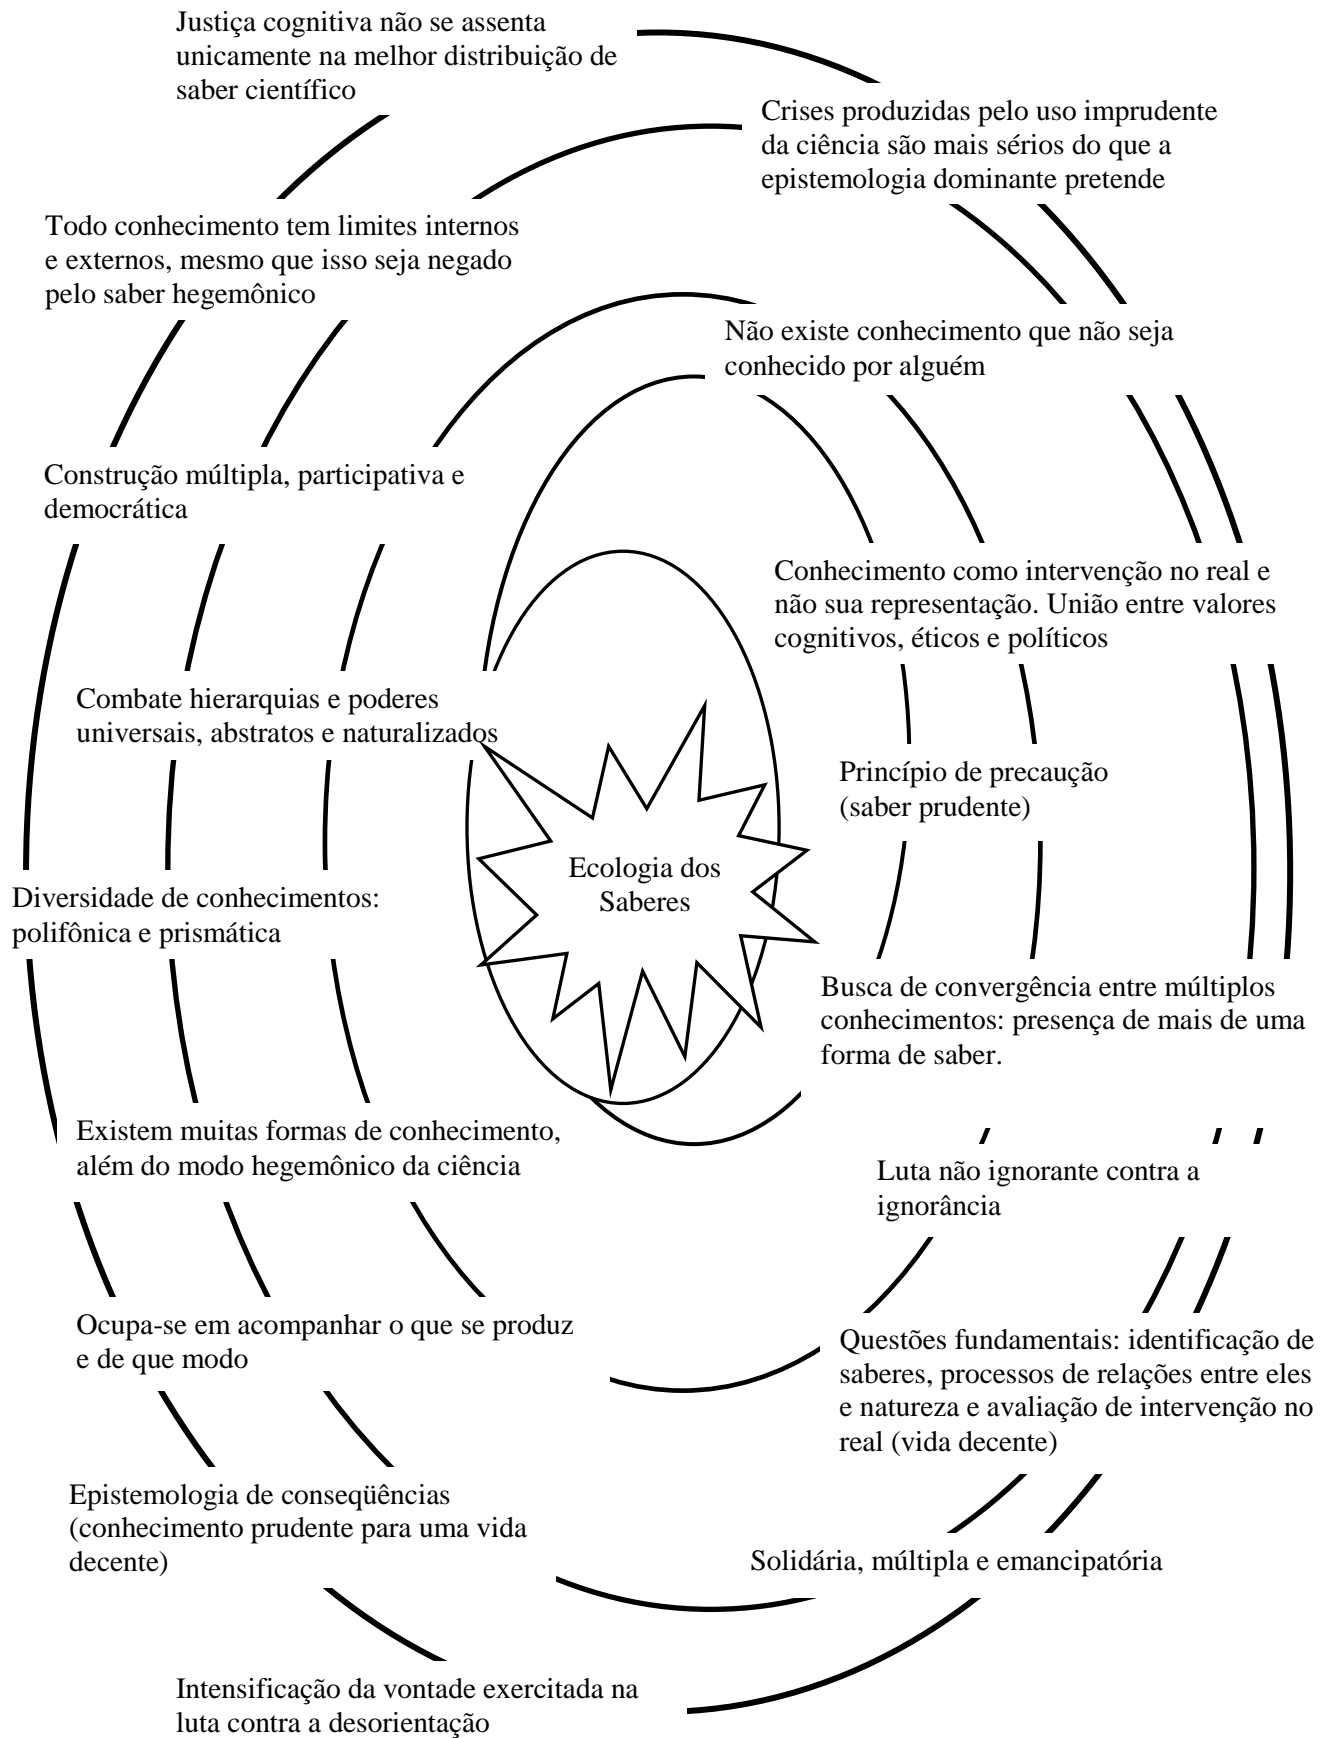 Justiça cognitiva não se assenta
unicamente na melhor distribuição de
saber científico
Crises produzidas pelo uso imprudente
da ciência são mais sérios do que a
epistemologia dominante pretende
Todo conhecimento tem limites internos
e externos, mesmo que isso seja negado
pelo saber hegemônico
Não existe conhecimento que não seja
conhecido por alguém
Construção múltipla, participativa e
democrática
Conhecimento como intervenção no real e
não sua representação. União entre valores
cognitivos, éticos e políticos
Combate hierarquias e poderes
universais, abstratos e naturalizados
Princípio de precaução
(saber prudente)
Ecologia dos
Saberes
Diversidade de conhecimentos:
polifônica e prismática
Busca de convergência entre múltiplos
conhecimentos: presença de mais de uma
forma de saber.
Existem muitas formas de conhecimento,
além do modo hegemônico da ciência
Luta não ignorante contra a
ignorância
Ocupa-se em acompanhar o que se produz
e de que modo
Questões fundamentais: identificação de
saberes, processos de relações entre eles
e natureza e avaliação de intervenção no
real (vida decente)
Epistemologia de conseqüências
(conhecimento prudente para uma vida
decente)
Solidária, múltipla e emancipatória
Intensificação da vontade exercitada na
luta contra a desorientação